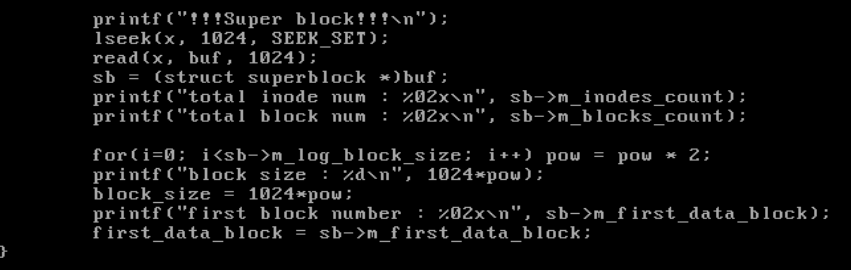 printf("!!!Super block!!!\n");
lseek(x, 1024, SEEK_SET);
read(x, buf, 1024);
sb = (struct superblock *)buf;
printf("total inode num : %02x\n", sb->m_inodes_count);
printf("total block num : %02x\n", sb->m_blocks_count);

for(i=0; i<sb->m_log_block_size; i++) pow = pow * 2;
printf("block size : %d\n", 1024*pow);
block_size = 1024*pow;
printf("first block number : %02x\n", sb->m_first_data_block);
first_data_block = sb->m_first_data_block;
}